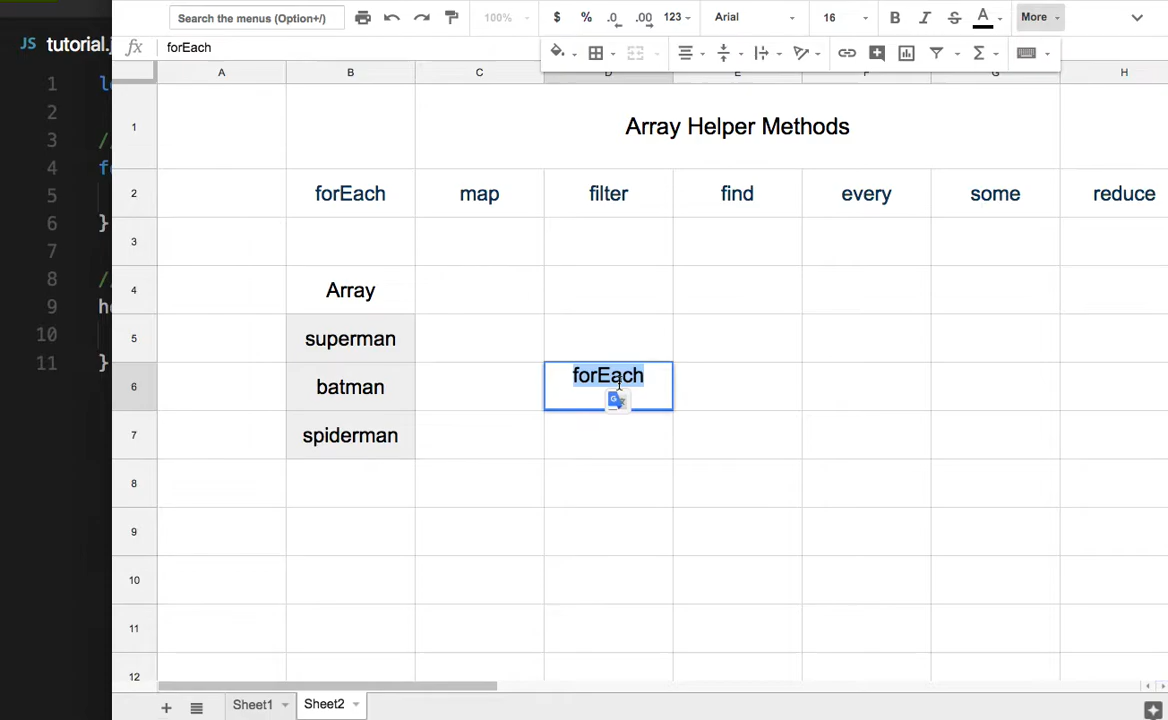 Search the menus (Option+/)
100%
$
%
.0
.00
123
Arial
16
B
I
S
A
More
JS tutorial.j
fx
forEach
A
B
C
D
E
F
G
H
1
Array Helper Methods
2
forEach
map
filter
find
every
some
reduce
3
4
Array
5
superman
6
batman
forEach
7
spiderman
8
9
10
11
12
1
2
3
//
4
5
6
}
7
8
9
10
11
}
+
Sheet1
Sheet2